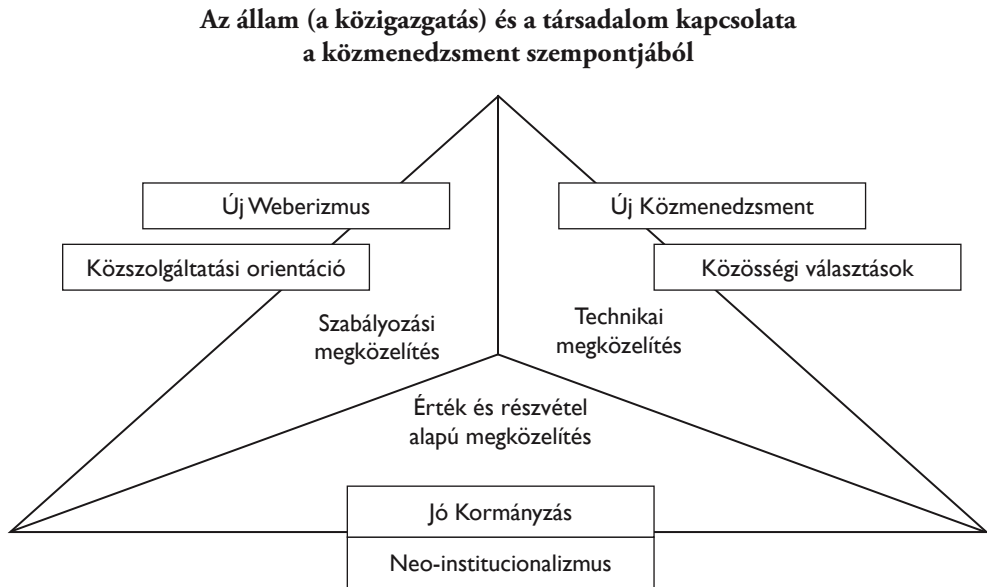 Az állam (a közigazgatás) és a társadalom kapcsolata
a közmenedzsment szempontjából
Új Weberizmus
Új Közmenedzsment
Közszolgáltatási orientáció
Közösségi választások
Szabályozási
megközelítés
Technikai
megközelítés
Érték és részvétel
alapú megközelítés
Jó Kormányzás
Neo-institucionalizmus